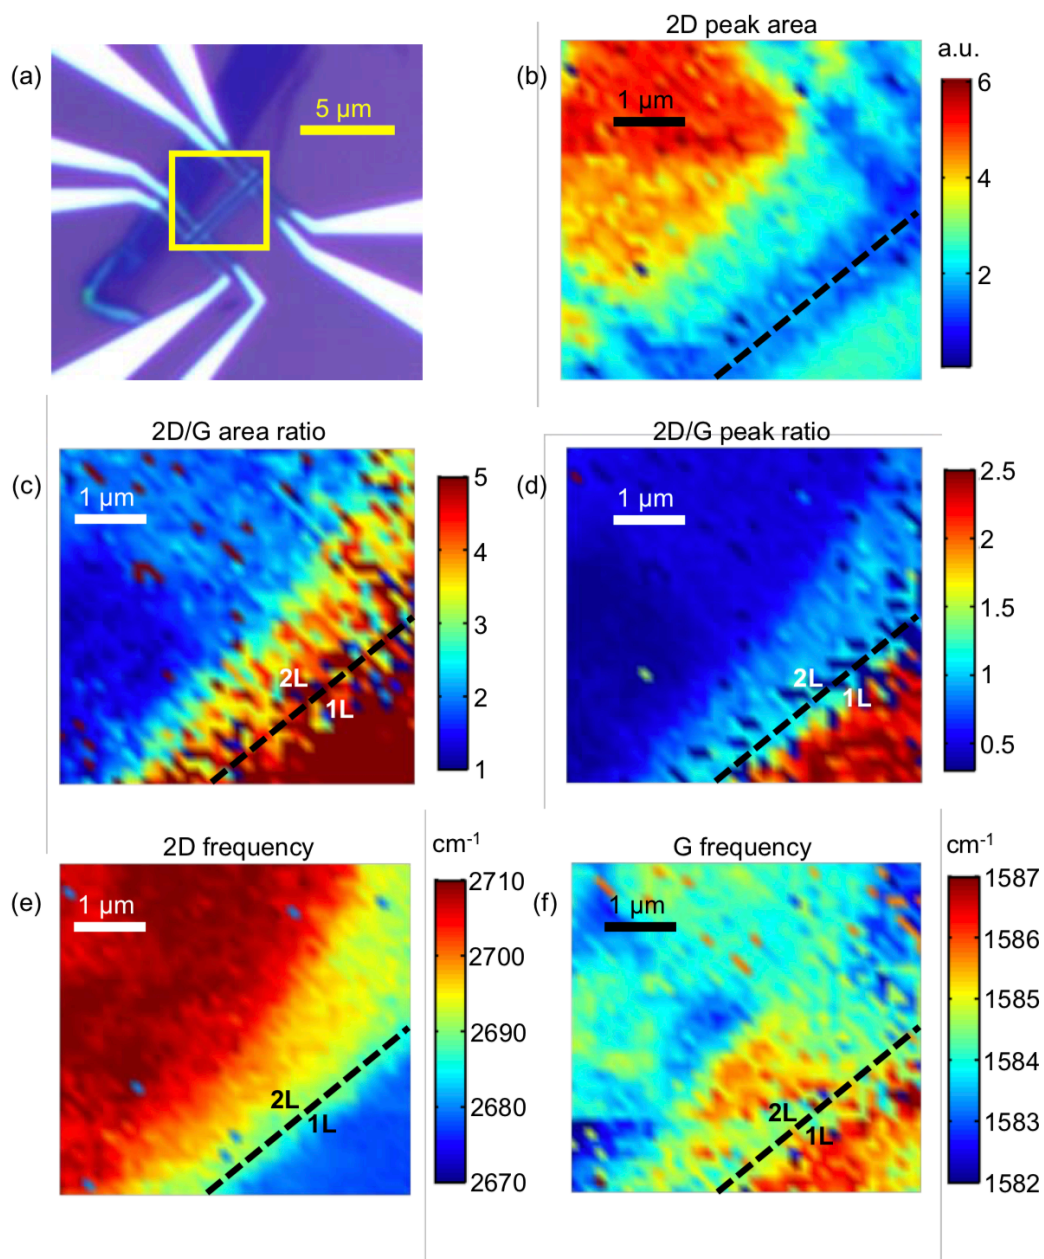 2D peak area
(a)
5 μm
(b)
1 μm
a.u.
6
4
2
2D/G area ratio
(c)
1 μm
2L
1L
5
4
3
2
1
2D/G peak ratio
(d)
1 μm
2L
1L
2.5
2
1.5
1
0.5
2D frequency
(e)
1 μm
2L
1L
cm⁻¹
2710
2700
2690
2680
2670
G frequency
(f)
1 μm
2L
1L
cm⁻¹
1587
1586
1585
1584
1583
1582